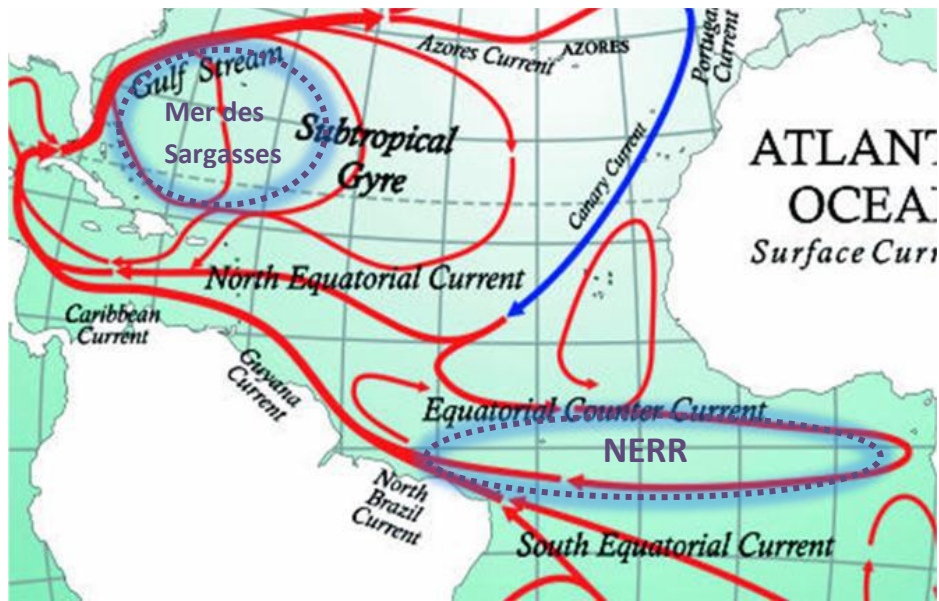 Azores Current
AZORES
Portugal
Current
Gulf Stream
Mer des
Sargasses
Subtropical
Gyre
Canary Current
ATLANT
OCEA
Surface Curr
North Equatorial Current
Caribbean
Current
Guyana
Current
Equatorial Counter Current
NERR
North
Brazil
Current
South Equatorial Current